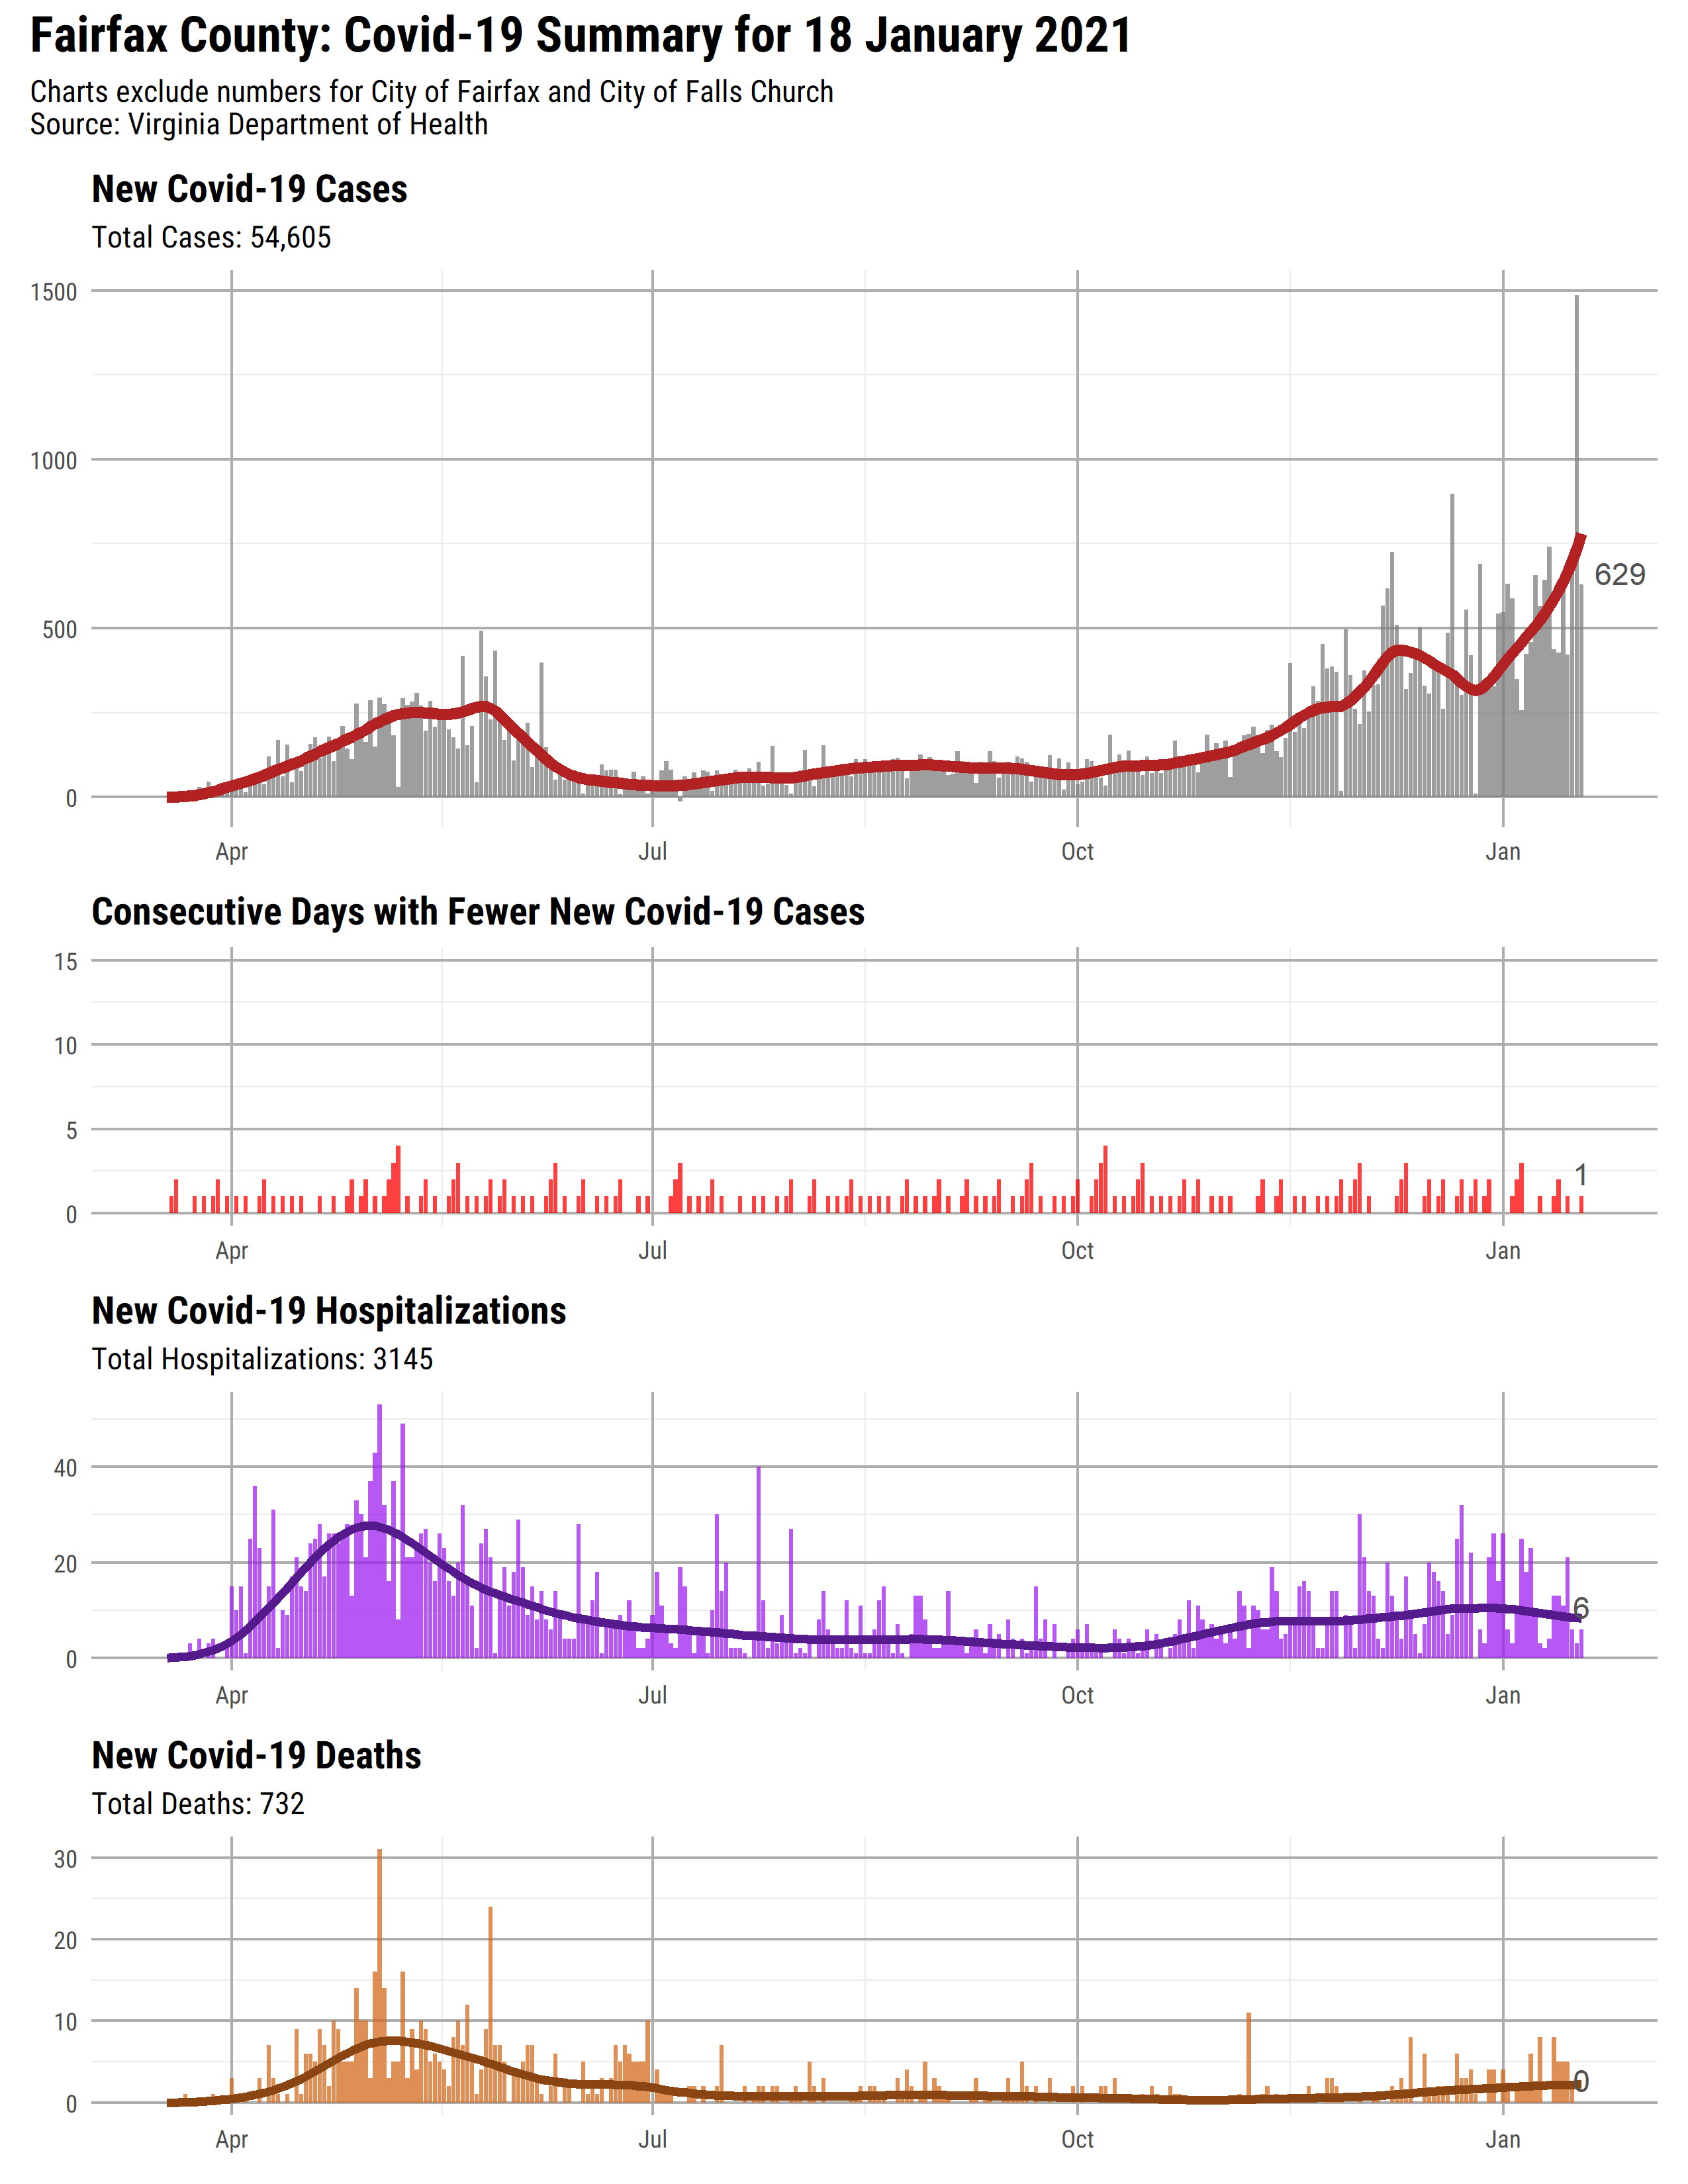 Fairfax County: Covid-19 Summary for 18 January 2021
Charts exclude numbers for City of Fairfax and City of Falls Church
Source: Virginia Department of Health
New Covid-19 Cases
Total Cases: 54,605
1500
1000
500
0
629
Apr Jul Oct Jan
Consecutive Days with Fewer New Covid-19 Cases
15
10
5
0
1
Apr Jul Oct Jan
New Covid-19 Hospitalizations
Total Hospitalizations: 3145
40
20
0
6
Apr Jul Oct Jan
New Covid-19 Deaths
Total Deaths: 732
30
20
10
0
0
Apr Jul Oct Jan